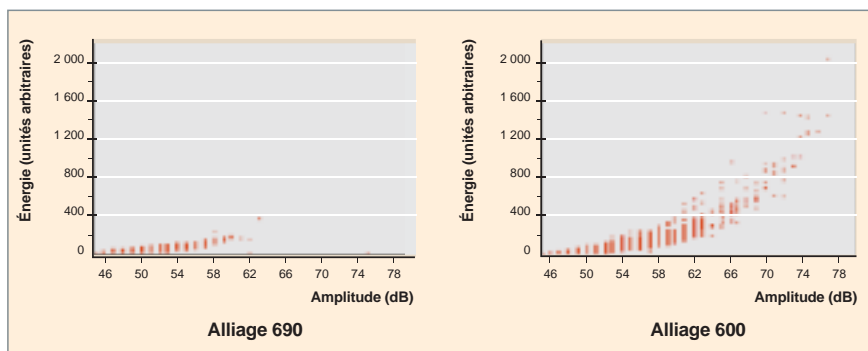 Énergie (unités arbitraires)
2 000
1 600
1 200
800
400
0
46 50 54 58 62 66 70 74 78
Amplitude (dB)
Alliage 690
Énergie (unités arbitraires)
2 000
1 600
1 200
800
400
0
46 50 54 58 62 66 70 74 78
Amplitude (dB)
Alliage 600